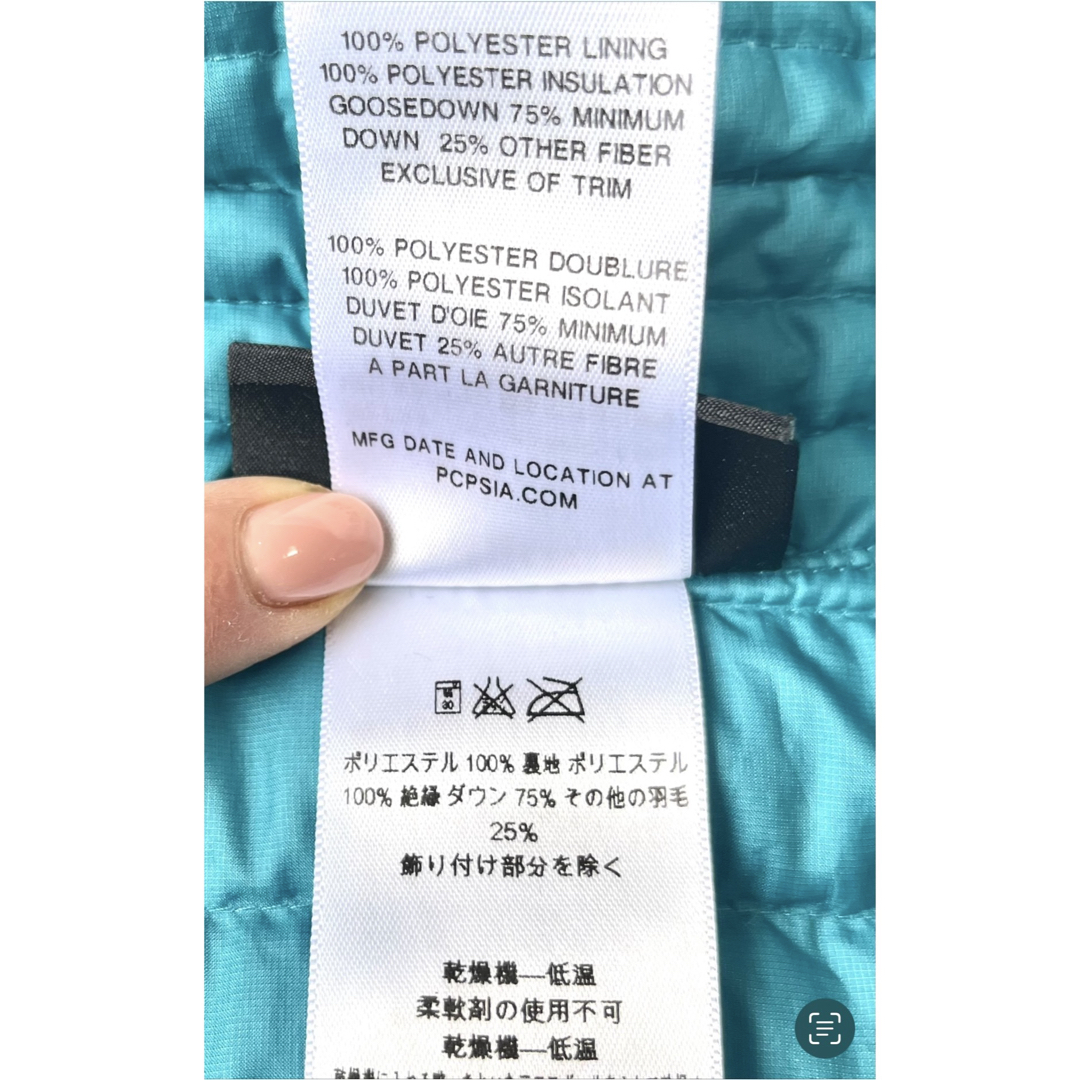 100% POLYESTER LINING
100% POLYESTER INSULATION
GOOSEDOWN 75% MINIMUM
DOWN 25% OTHER FIBER
EXCLUSIVE OF TRIM
100% POLYESTER DOUBLURE
100% POLYESTER ISOLANT
DUVET D'OIE 75% MINIMUM
DUVET 25% AUTRE FIBRE
A PART LA GARNITURE
MFG DATE AND LOCATION AT
PCPSIA.COM
ポリエステル 100% 裏地 ポリエステル
100% 絶縁 ダウン 75% その他の羽毛
25%
飾り付け部分を除く
乾燥機—低温
柔軟剤の使用不可
乾燥機—低温